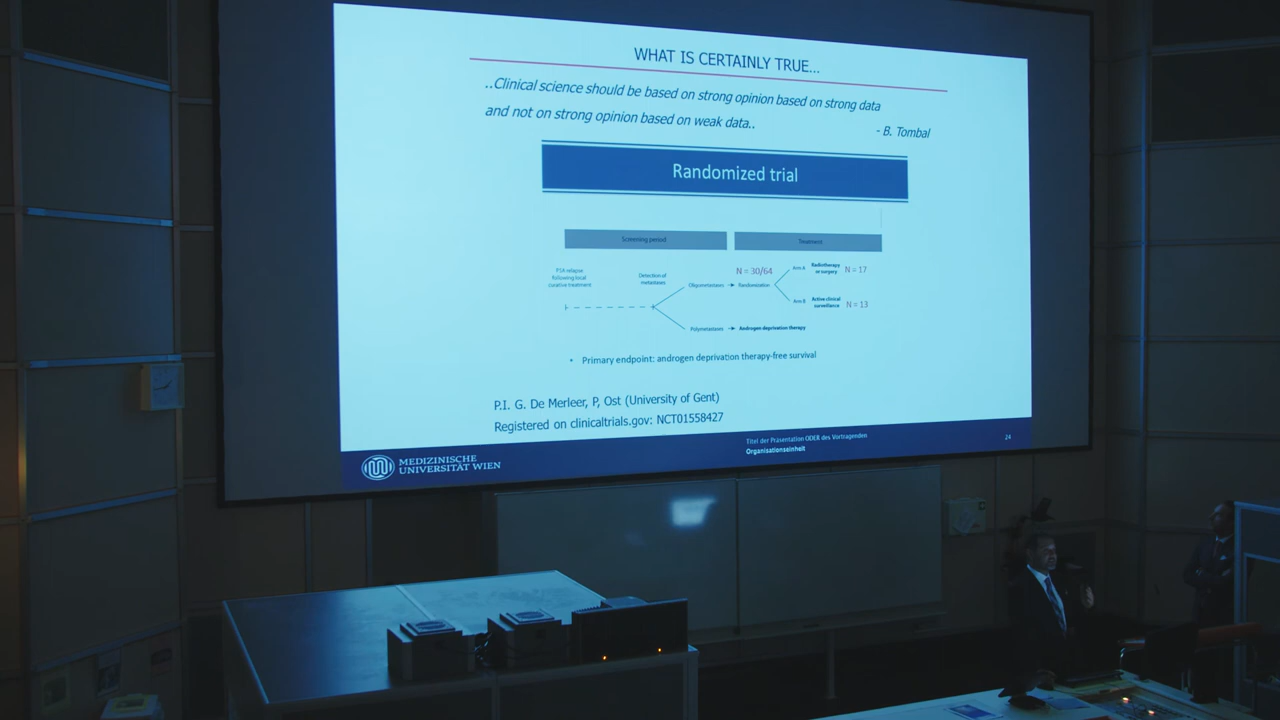 WHAT IS CERTAINLY TRUE...
..Clinical science should be based on strong opinion based on strong data
and not on strong opinion based on weak data..
- B. Tombal
Randomized trial
Screening period
Treatment
PSA relapse
following local
curative treatment
Detection of
metastases
Oligometastases
N = 30/64
Randomization
Arm A
Radiotherapy
or surgery
N = 17
Arm B
Active clinical
surveillance
N = 13
Polymetastases
Androgen deprivation therapy
• Primary endpoint: androgen deprivation therapy-free survival
P.I. G. De Merleer, P, Ost (University of Gent)
Registered on clinicaltrials.gov: NCT01558427
MEDIZINISCHE
UNIVERSITÄT WIEN
Titel der Präsentation ODER des Vortragenden
Organisationseinheit
24